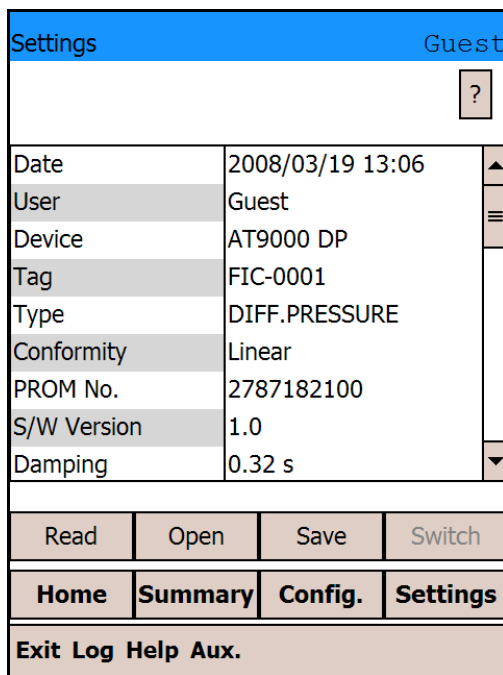 Settings Guest
?
Date 2008/03/19 13:06
User Guest
Device AT9000 DP
Tag FIC-0001
Type DIFF.PRESSURE
Conformity Linear
PROM No. 2787182100
S/W Version 1.0
Damping 0.32 s
Read Open Save Switch
Home Summary Config. Settings
Exit Log Help Aux.